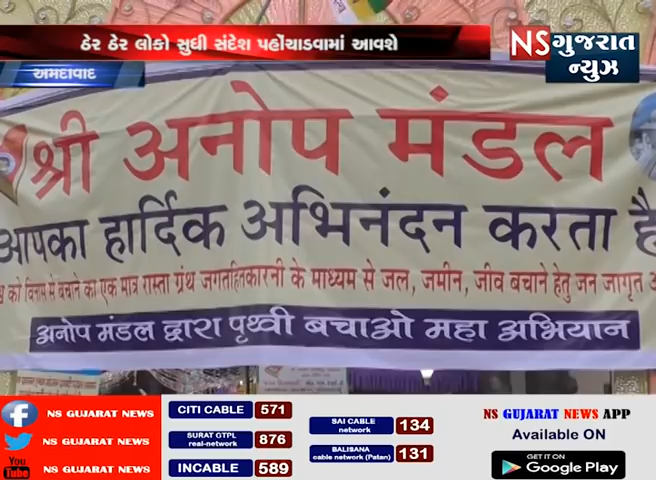 ઠેર ઠેર લોકો સુધી સંદેશ પહોંચાડવામાં આવશે
NS ગુજરાત
ન્યુઝ
અમદાવાદ
श्री अनोप मंडल
आपका हार्दिक अभिनंदन करता है
को विनास से बचाने का एक मात्र रास्ता ग्रंथ जगतहितकारनी के माध्यम से जल, जमीन, जीव बचाने हेतु जन जागृत
अनोप मंडल द्वारा पृथ्वी बचाओ महा अभियान
NS GUJARAT NEWS
NS GUJARAT NEWS
You Tube NS GUJARAT NEWS
CITI CABLE 571
SURAT GTPL real-network 876
INCABLE 589
SAI CABLE network 134
BALISANA cable network (Patan) 131
NS GUJARAT NEWS APP
Available ON
GET IT ON
Google Play